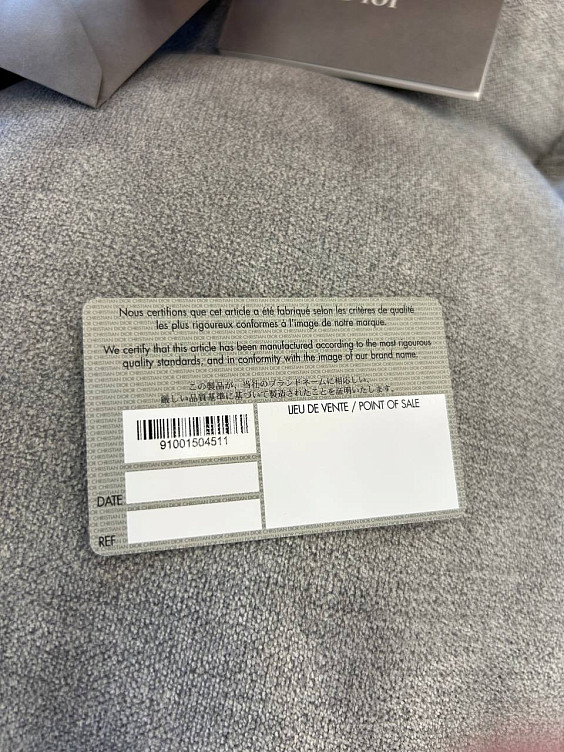 Nous certifions que cet article a été fabriqué selon les critères de qualité
les plus rigoureux conformes à l'image de notre marque.
We certify that this article has been manufactured according to the most rigourous
quality standards, and in conformity with the image of our brand name.
この製品が、当社のブランドネームに相応しい、
厳しい品質基準に基づいて製造されたことを証明いたします。
91001504511
LIEU DE VENTE / POINT OF SALE
DATE
REF